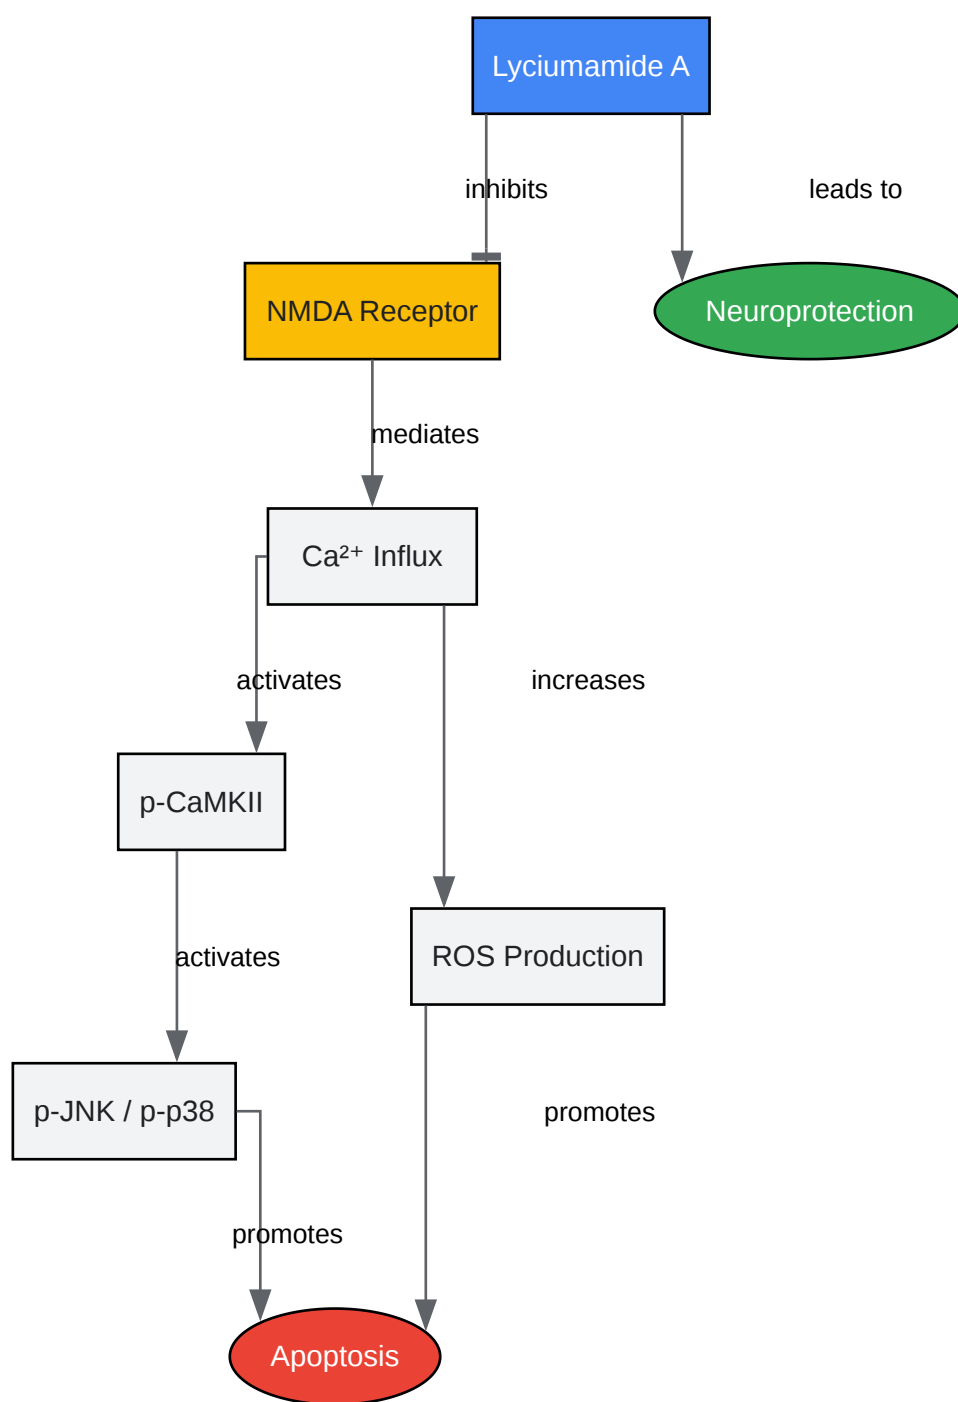 Lyciumamide A
inhibits
leads to
NMDA Receptor
Neuroprotection
mediates
Ca²⁺ Influx
activates
increases
p-CaMKII
ROS Production
activates
p-JNK / p-p38
promotes
promotes
Apoptosis